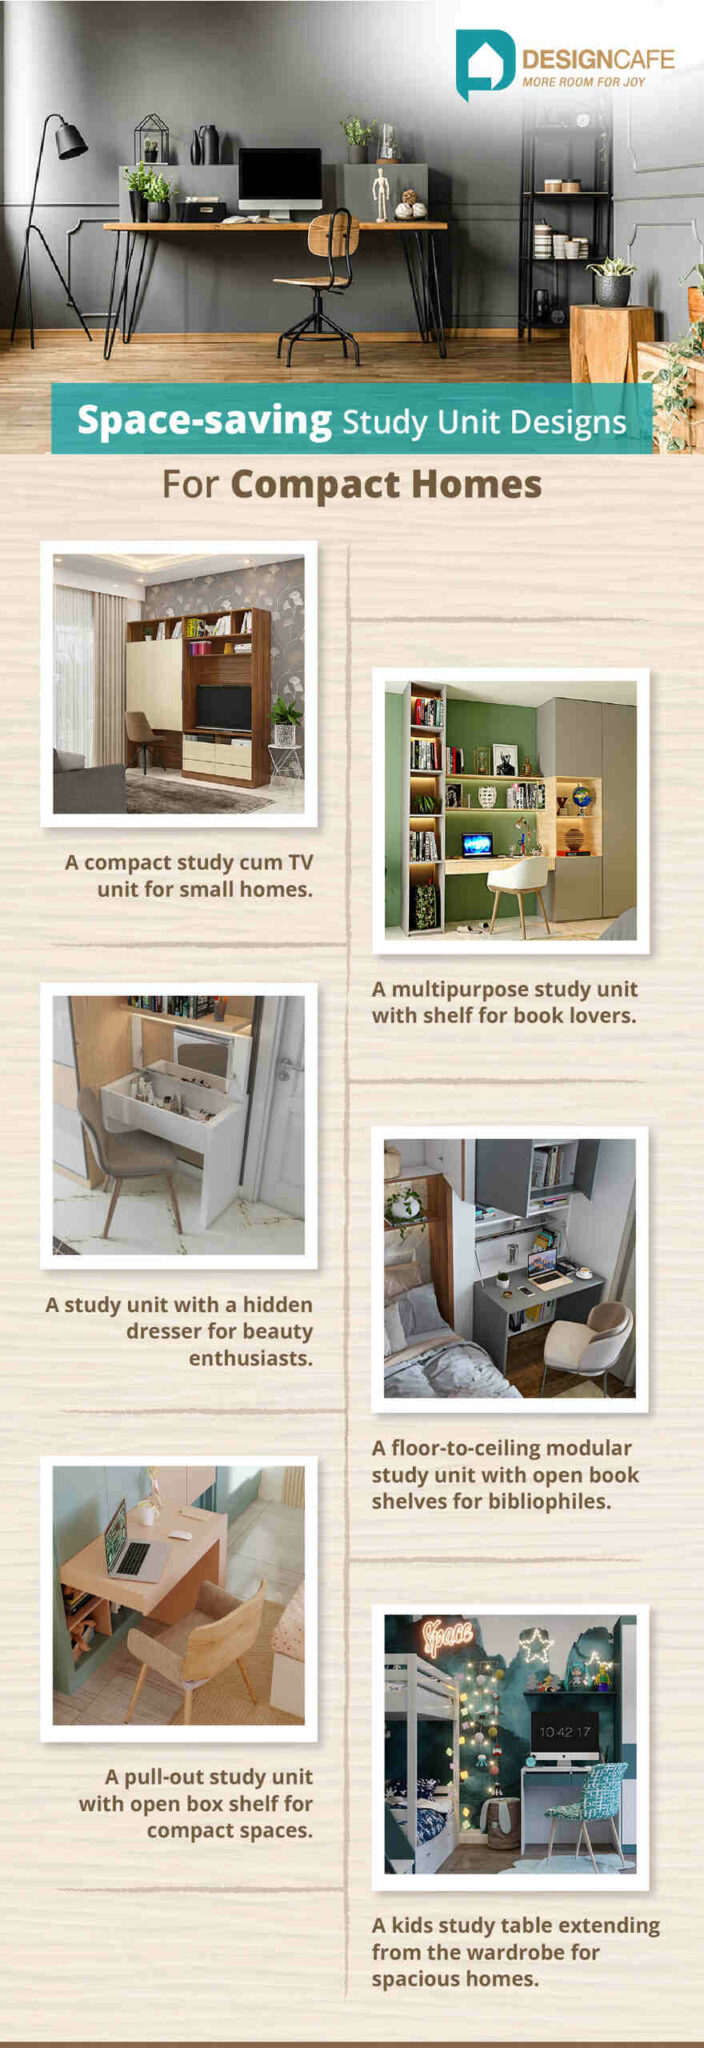 DESIGNCAFE
MORE ROOM FOR JOY
Space-saving Study Unit Designs
For Compact Homes
A compact study cum TV
unit for small homes.
A multipurpose study unit
with shelf for book lovers.
A study unit with a hidden
dresser for beauty
enthusiasts.
A floor-to-ceiling modular
study unit with open book
shelves for bibliophiles.
A pull-out study unit
with open box shelf for
compact spaces.
Space
10 42 17
A kids study table extending
from the wardrobe for
spacious homes.